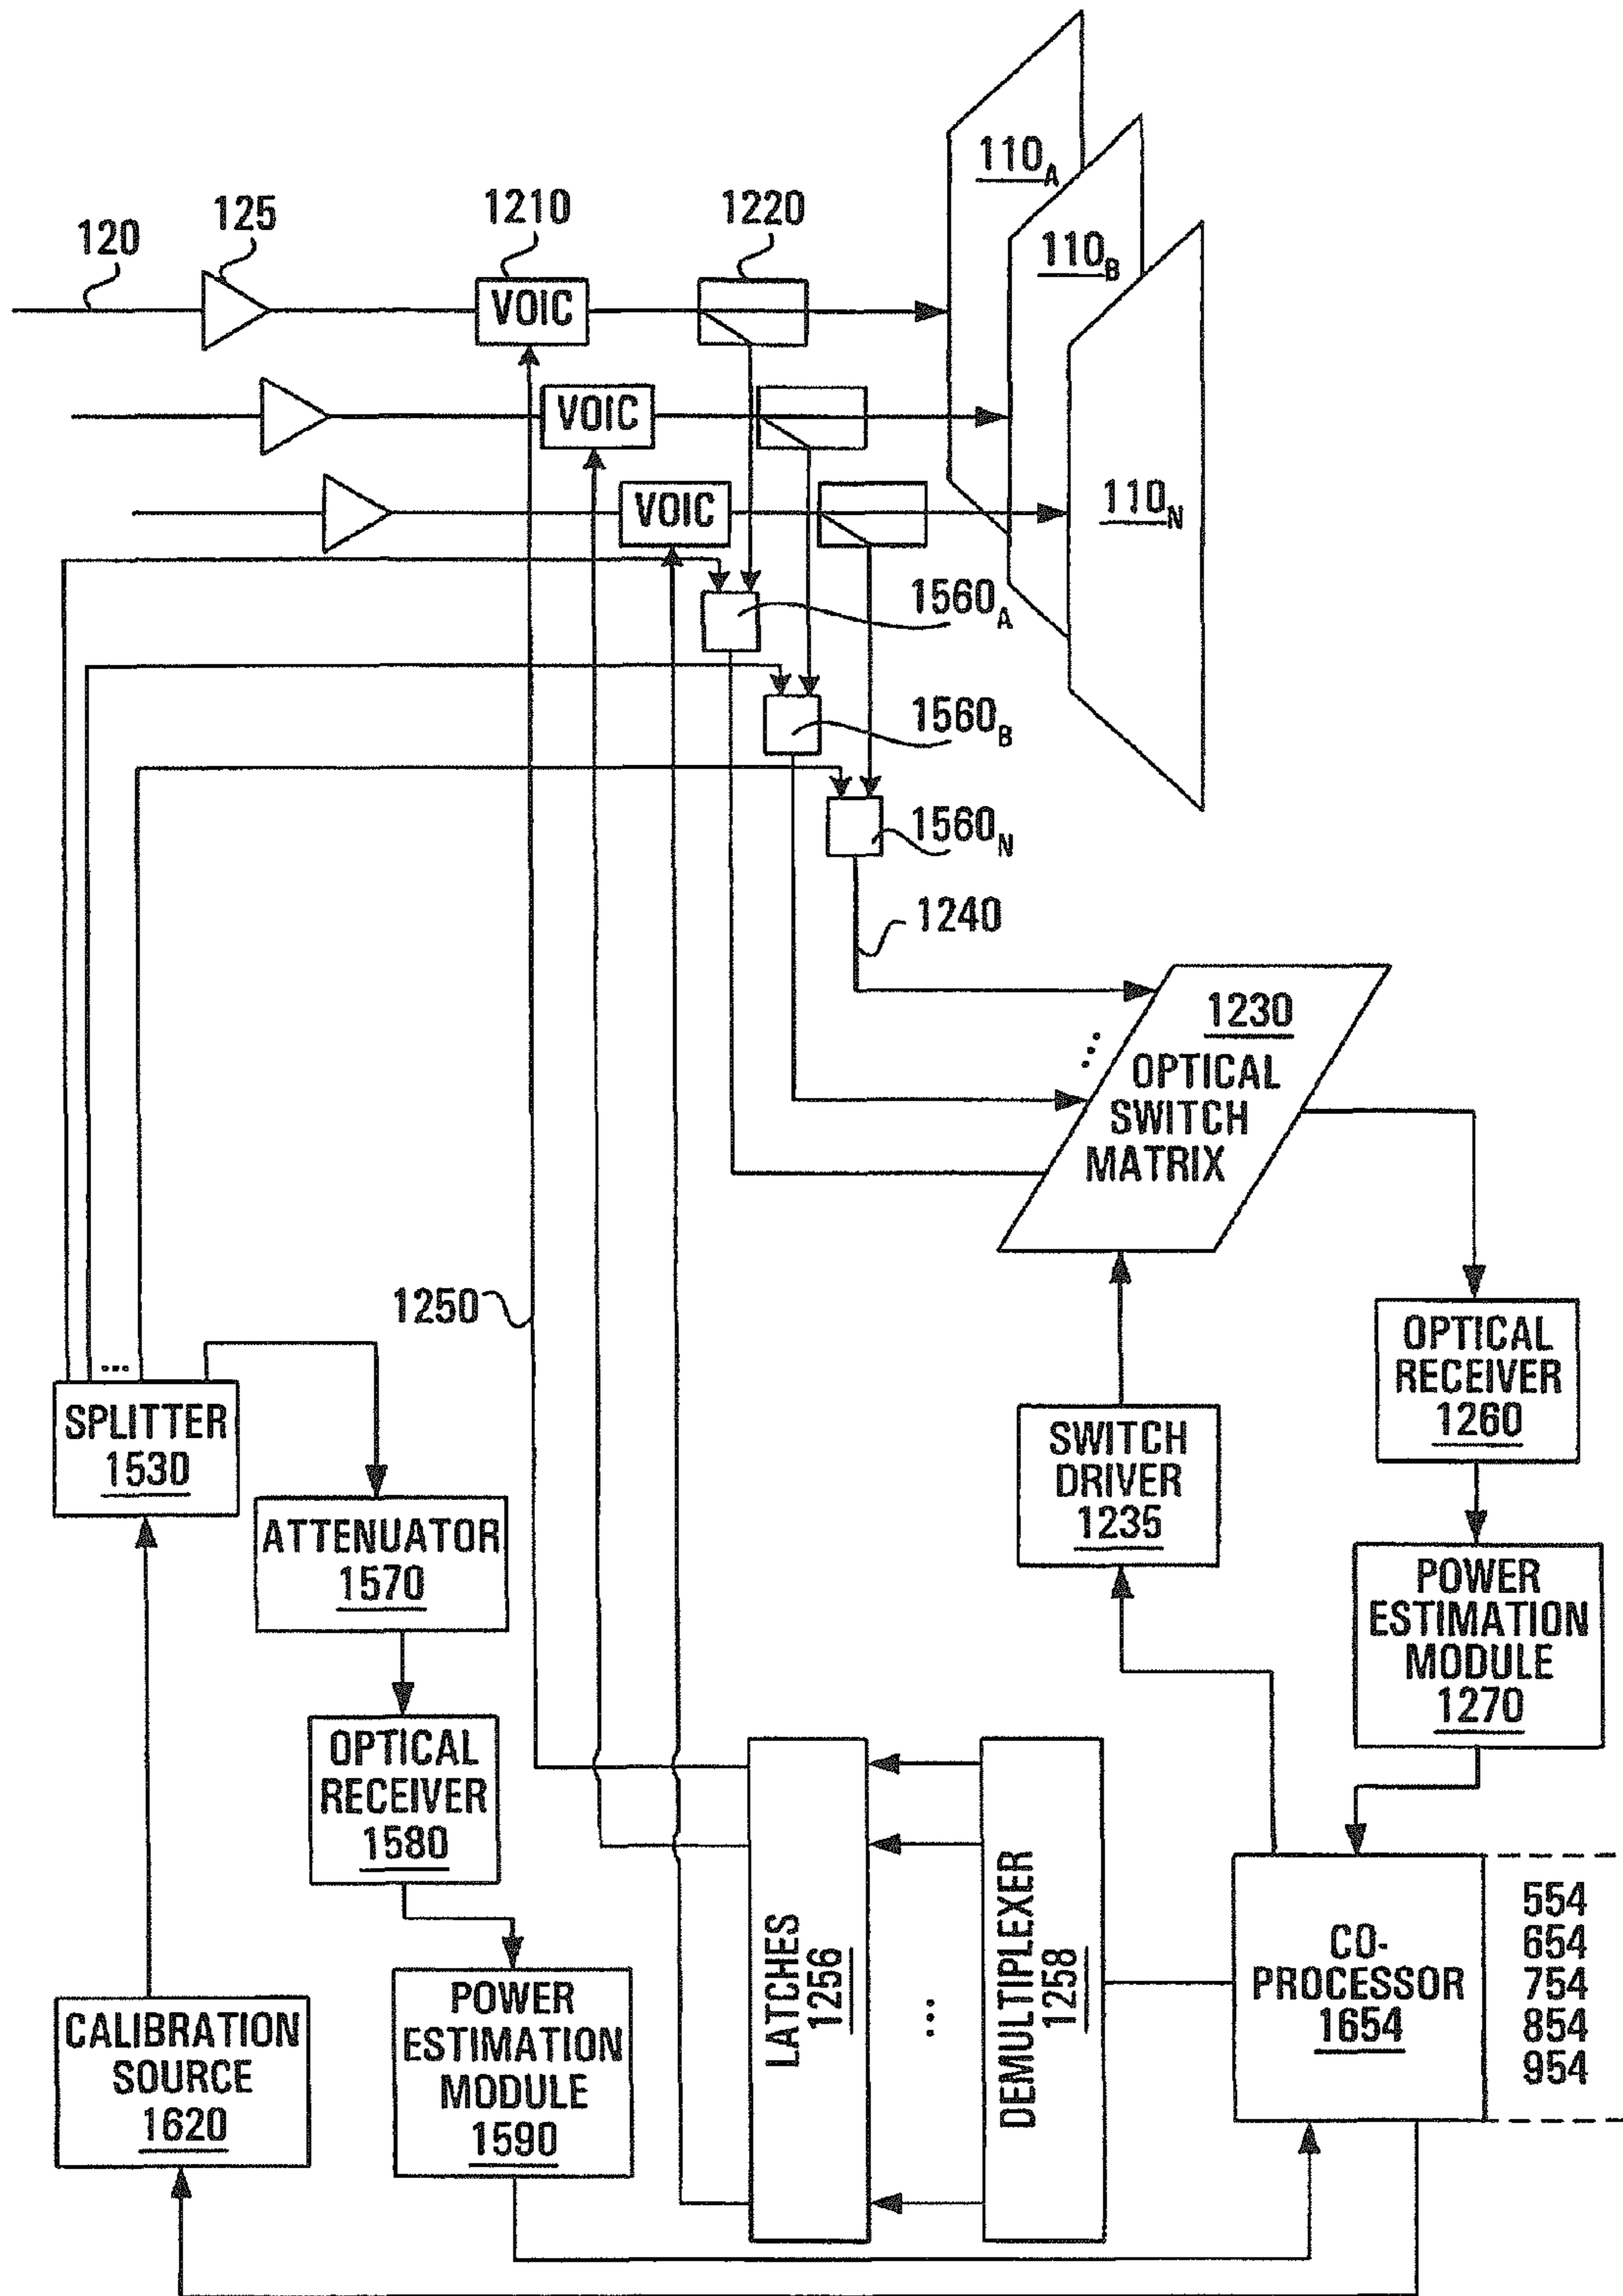 110A
120
125
1210
1220
110B
VOIC
VOIC
110N
VOIC
1560A
1560B
1560N
1240
1230
OPTICAL
SWITCH
MATRIX
1250
...
SPLITTER
1530
ATTENUATOR
1570
OPTICAL
RECEIVER
1580
POWER
ESTIMATION
MODULE
1590
CALIBRATION
SOURCE
1620
SWITCH
DRIVER
1235
OPTICAL
RECEIVER
1260
POWER
ESTIMATION
MODULE
1270
LATCHES
1256
...
DEMULTIPLEXER
1258
CO-
PROCESSOR
1654
554
654
754
854
954